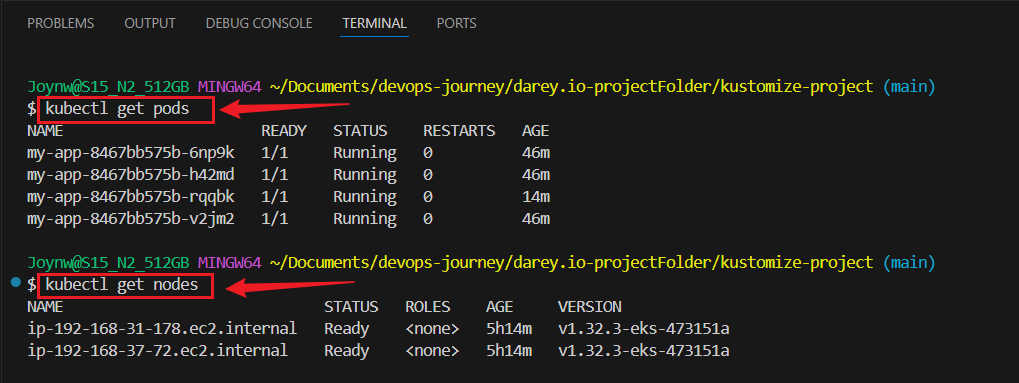 PROBLEMS OUTPUT DEBUG CONSOLE TERMINAL PORTS
Joynw@S15_N2_512GB MINGW64 ~/Documents/devops-journey/darey.io-projectFolder/kustomize-project (main)
$ kubectl get pods
NAME READY STATUS RESTARTS AGE
my-app-8467bb575b-6np9k 1/1 Running 0 46m
my-app-8467bb575b-h42md 1/1 Running 0 46m
my-app-8467bb575b-rqqbk 1/1 Running 0 14m
my-app-8467bb575b-v2jm2 1/1 Running 0 46m
Joynw@S15_N2_512GB MINGW64 ~/Documents/devops-journey/darey.io-projectFolder/kustomize-project (main)
$ kubectl get nodes
NAME STATUS ROLES AGE VERSION
ip-192-168-31-178.ec2.internal Ready <none> 5h14m v1.32.3-eks-473151a
ip-192-168-37-72.ec2.internal Ready <none> 5h14m v1.32.3-eks-473151a